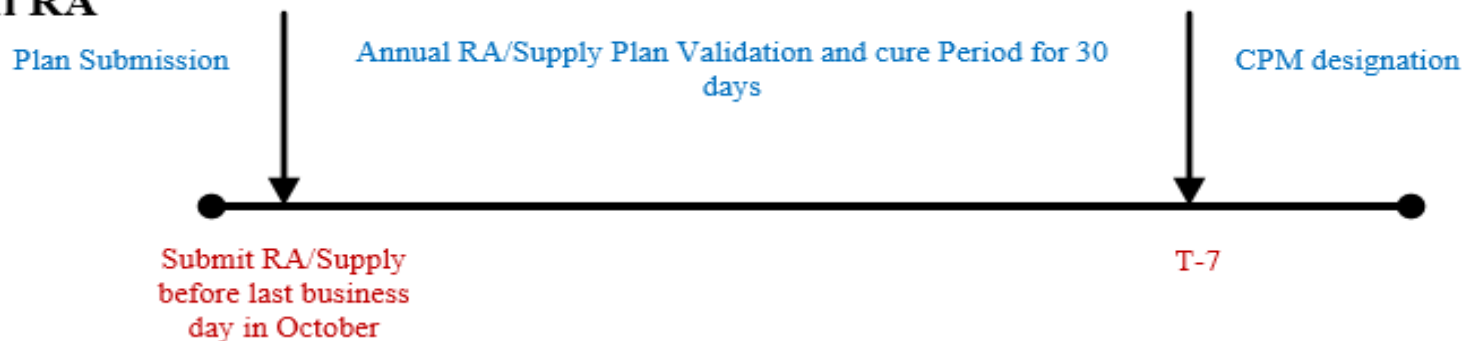 RA
Plan Submission
Annual RA/Supply Plan Validation and cure Period for 30
days
CPM designation
Submit RA/Supply
before last business
day in October
T-7